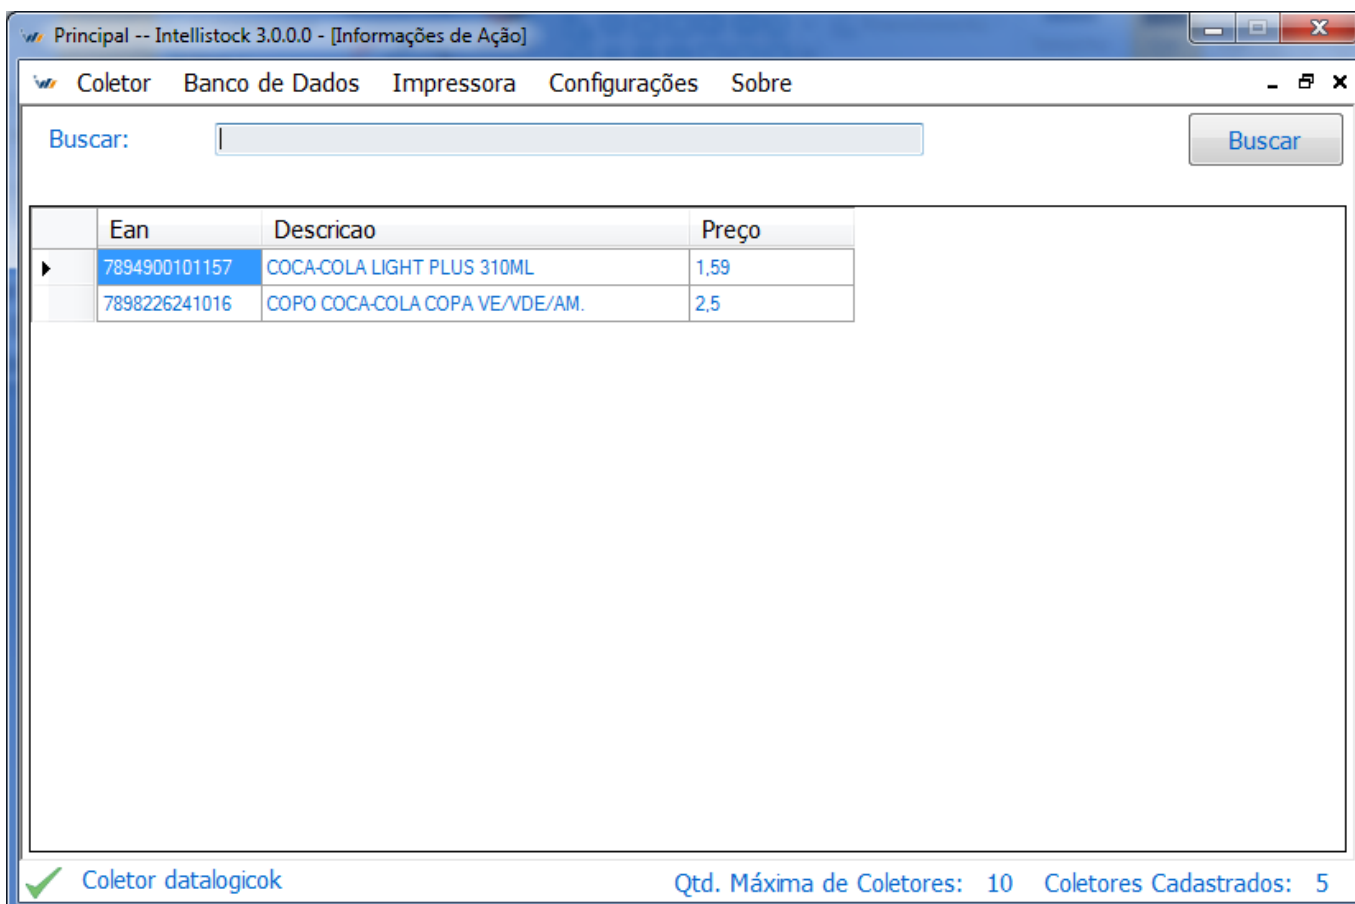 Principal -- Intellistock 3.0.0.0 - [Informações de Ação]
Coletor Banco de Dados Impressora Configurações Sobre
Buscar: Buscar
Ean Descricao Preço
7894900101157 COCA-COLA LIGHT PLUS 310ML 1,59
7898226241016 COPO COCA-COLA COPA VE/VDE/AM. 2,5
Coletor datalogicok Qtd. Máxima de Coletores: 10 Coletores Cadastrados: 5